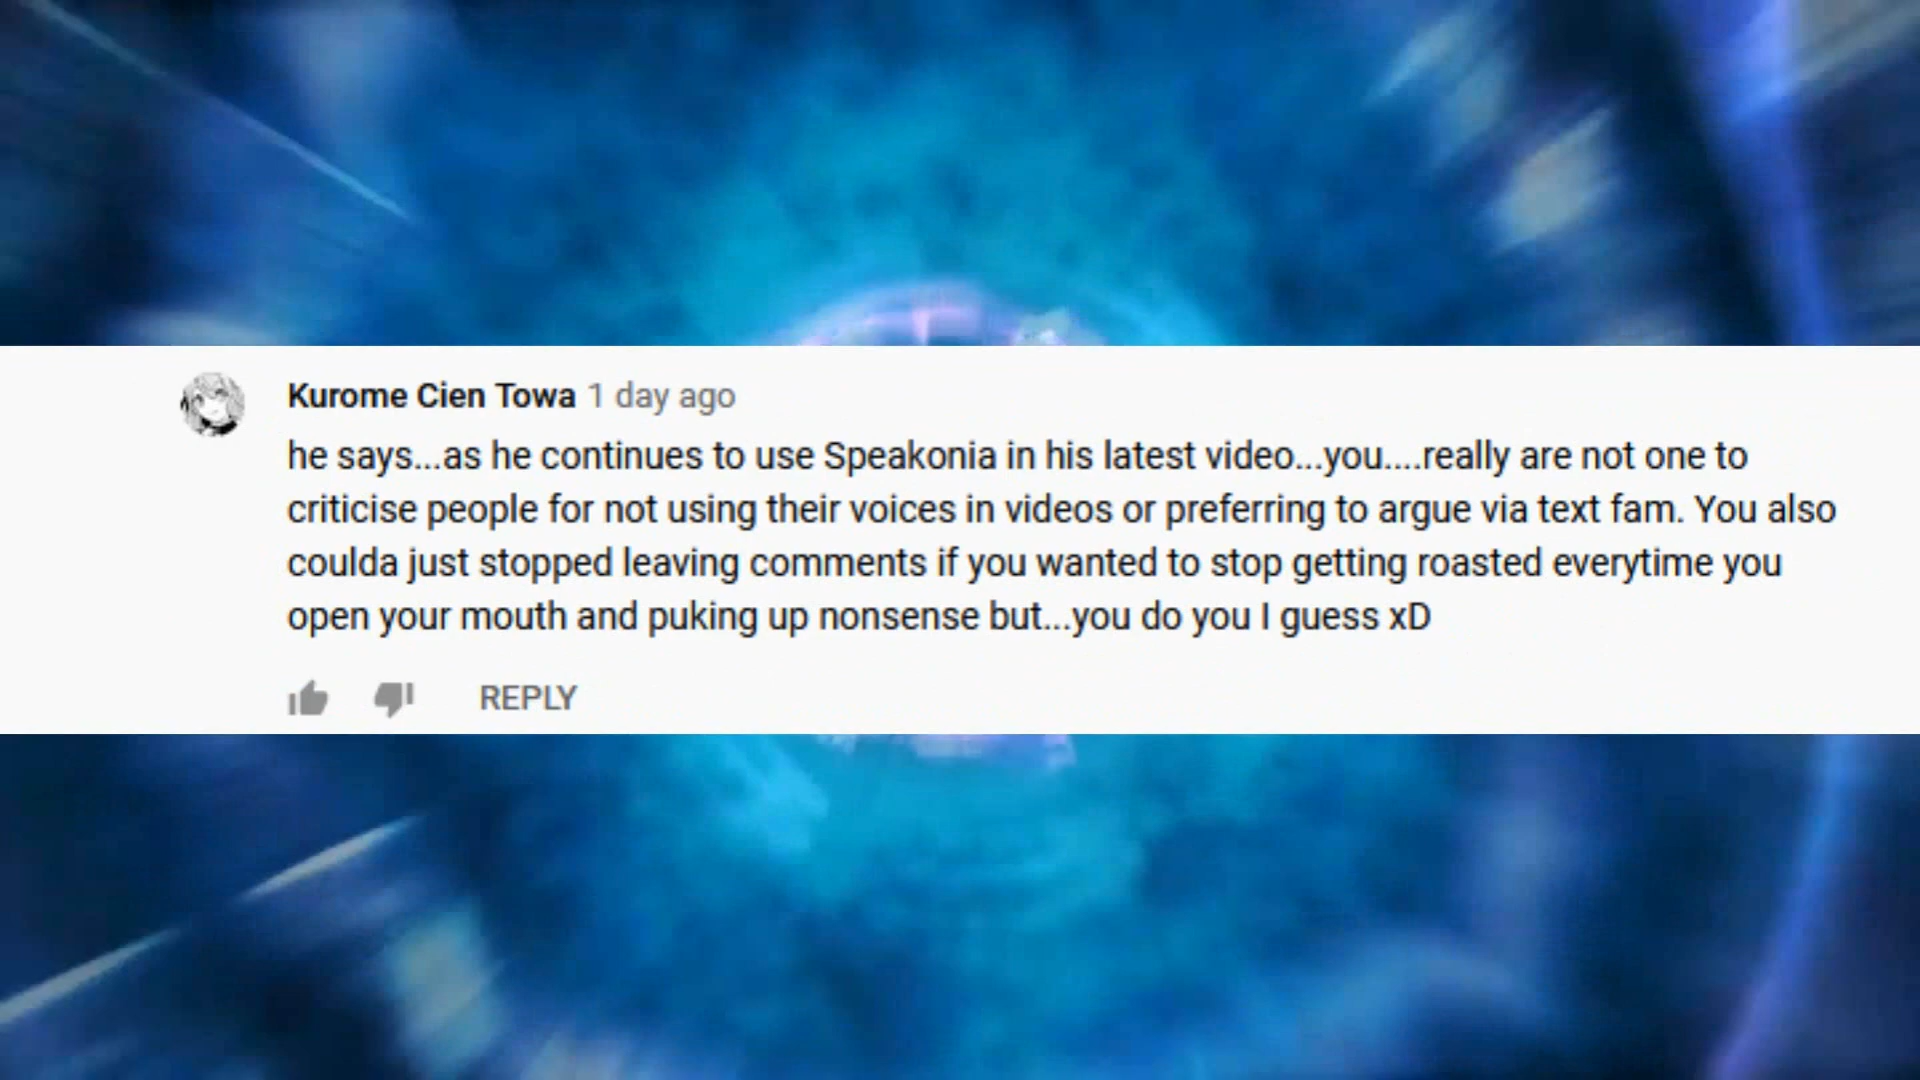 Kurome Cien Towa 1 day ago
he says...as he continues to use Speakonia in his latest video...you....really are not one to
criticise people for not using their voices in videos or preferring to argue via text fam. You also
coulda just stopped leaving comments if you wanted to stop getting roasted everytime you
open your mouth and puking up nonsense but...you do you I guess xD
REPLY